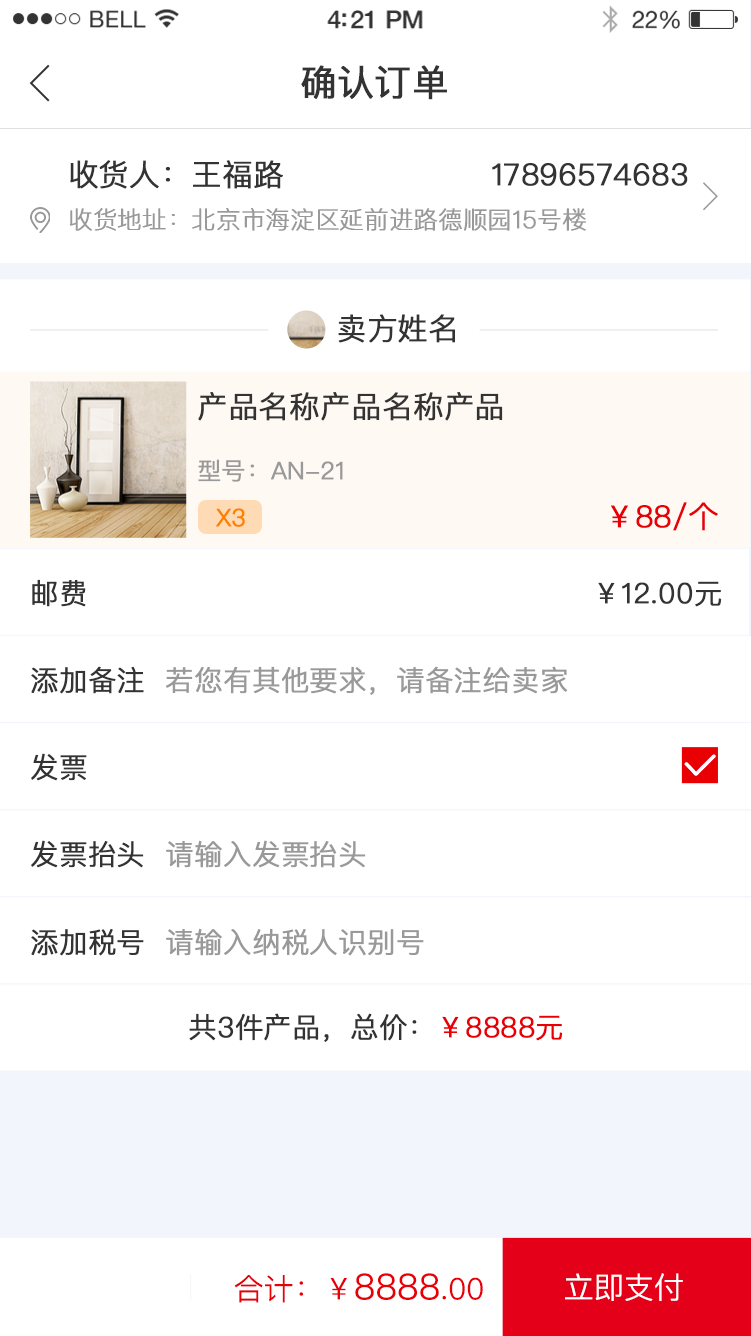 BELL 4:21 PM 22%
确认订单
收货人：王福路 17896574683
收货地址：北京市海淀区延前进路德顺园15号楼
卖方姓名
产品名称产品名称产品
型号：AN-21
X3 ¥88/个
邮费 ¥12.00元
添加备注 若您有其他要求，请备注给卖家
发票
发票抬头 请输入发票抬头
添加税号 请输入纳税人识别号
共3件产品，总价：¥8888元
合计：¥8888.00 立即支付